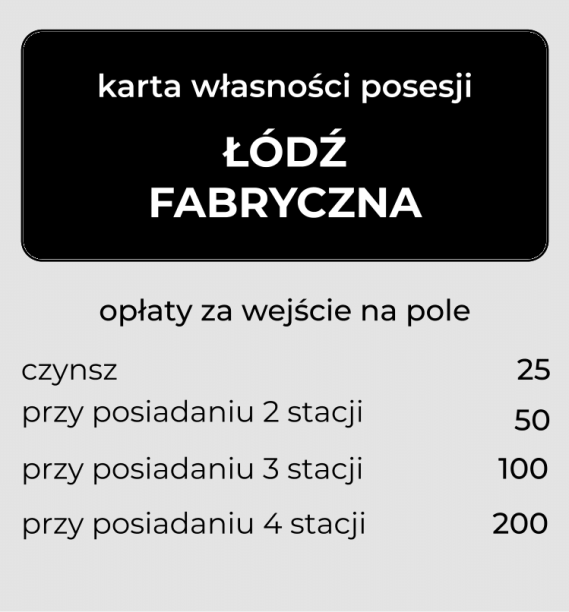 karta własności posesji
ŁÓDŹ
FABRYCZNA
opłaty za wejście na pole
czynsz 25
przy posiadaniu 2 stacji 50
przy posiadaniu 3 stacji 100
przy posiadaniu 4 stacji 200